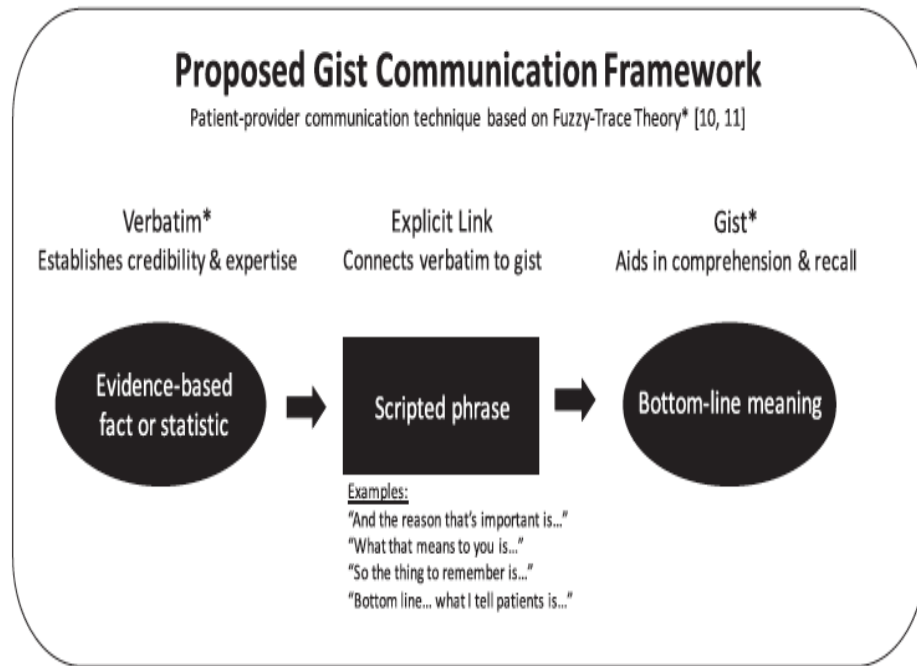 Proposed Gist Communication Framework
Patient-provider communication technique based on Fuzzy-Trace Theory* [10, 11]
Verbatim*
Establishes credibility & expertise
Explicit Link
Connects verbatim to gist
Gist*
Aids in comprehension & recall
Evidence-based
fact or statistic
Scripted phrase
Bottom-line meaning
Examples:
“And the reason that’s important is...”
“What that means to you is...”
“So the thing to remember is...”
“Bottom line... what I tell patients is...”